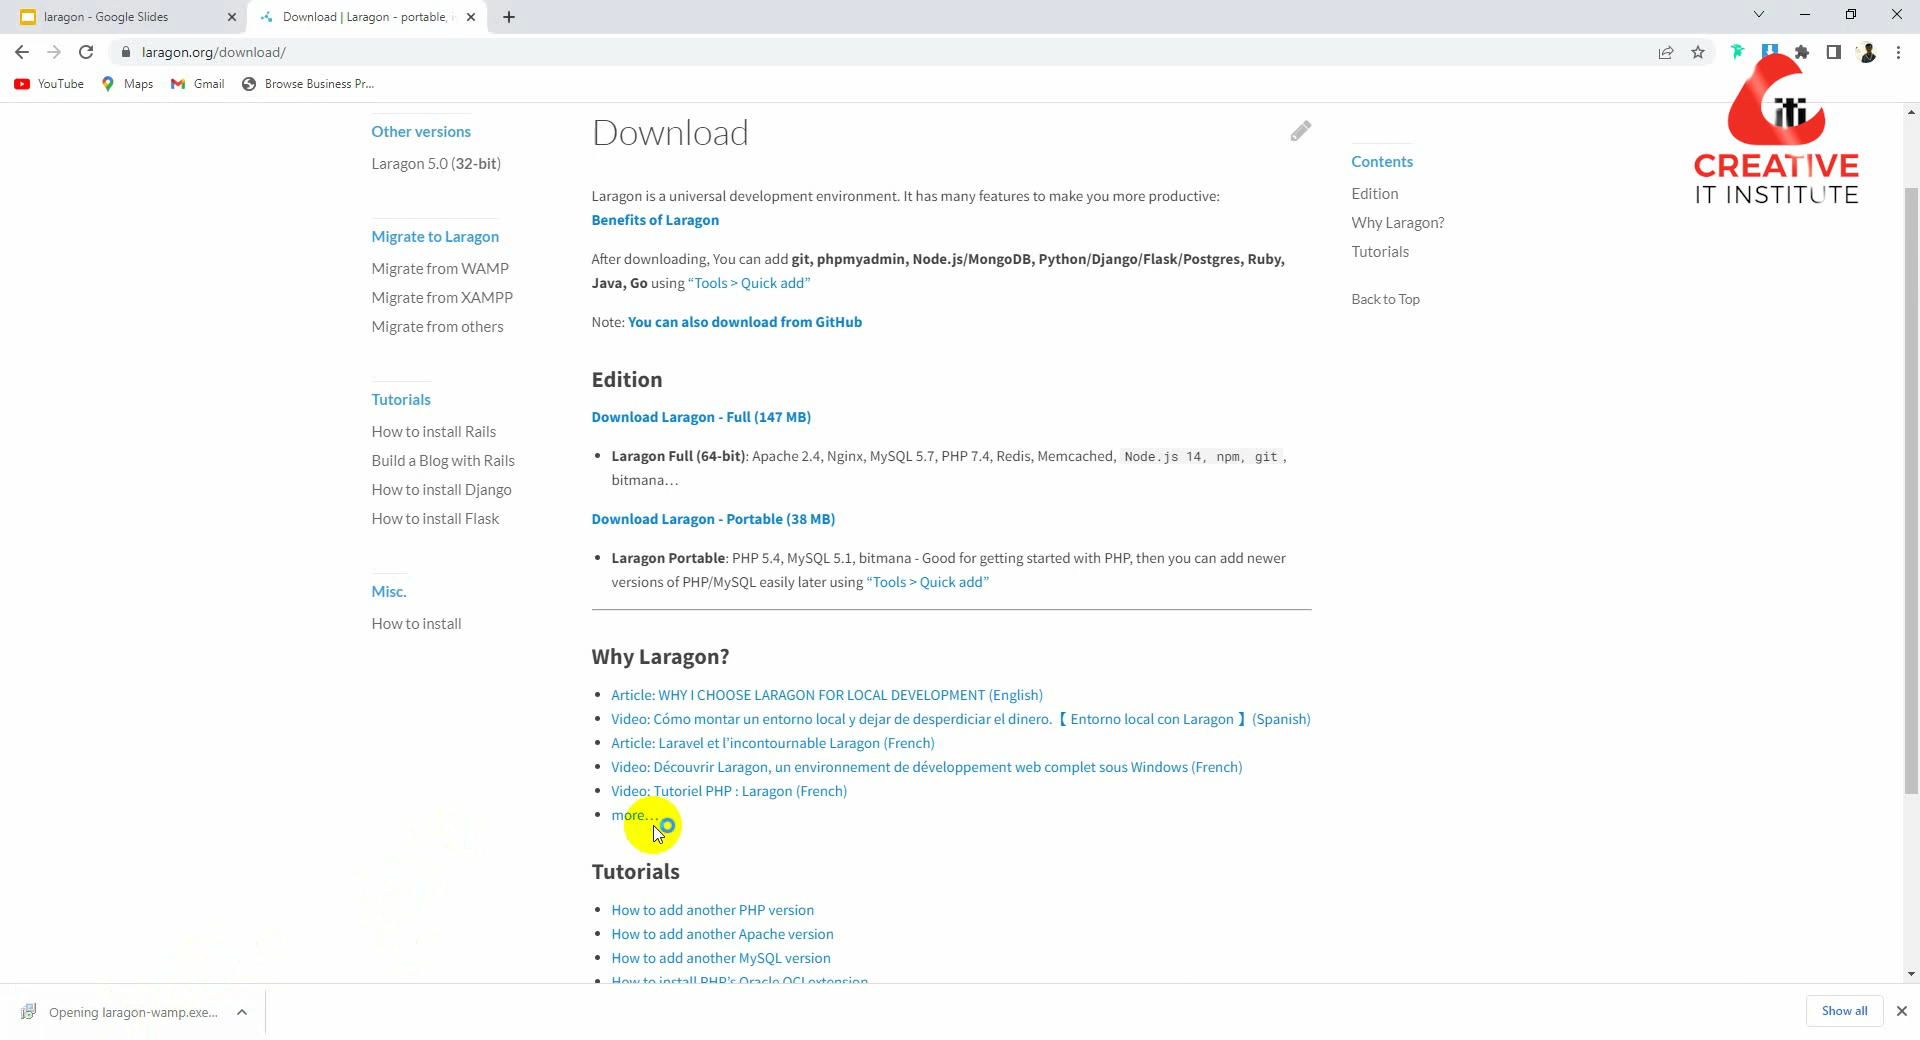 laragon - Google Slides
Download | Laragon - portable, i
laragon.org/download/
YouTube
Maps
Gmail
Browse Business Pr...
iti
CREATIVE
IT INSTITUTE
Other versions
Laragon 5.0 (32-bit)
Migrate to Laragon
Migrate from WAMP
Migrate from XAMPP
Migrate from others
Tutorials
How to install Rails
Build a Blog with Rails
How to install Django
How to install Flask
Misc.
How to install
Download
Laragon is a universal development environment. It has many features to make you more productive:
Benefits of Laragon
After downloading, You can add git, phpmyadmin, Node.js/MongoDB, Python/Django/Flask/Postgres, Ruby,
Java, Go using “Tools > Quick add”
Note: You can also download from GitHub
Edition
Download Laragon - Full (147 MB)
Laragon Full (64-bit): Apache 2.4, Nginx, MySQL 5.7, PHP 7.4, Redis, Memcached, Node.js 14, npm, git,
bitmana…
Download Laragon - Portable (38 MB)
Laragon Portable: PHP 5.4, MySQL 5.1, bitmana - Good for getting started with PHP, then you can add newer
versions of PHP/MySQL easily later using “Tools > Quick add”
Why Laragon?
Article: WHY I CHOOSE LARAGON FOR LOCAL DEVELOPMENT (English)
Video: Cómo montar un entorno local y dejar de desperdiciar el dinero.【 Entorno local con Laragon 】(Spanish)
Article: Laravel et l’incontournable Laragon (French)
Video: Découvrir Laragon, un environnement de développement web complet sous Windows (French)
Video: Tutoriel PHP : Laragon (French)
more…
Tutorials
How to add another PHP version
How to add another Apache version
How to add another MySQL version
How to install PHP’s Oracle OCI extension
Contents
Edition
Why Laragon?
Tutorials
Back to Top
Opening laragon-wamp.exe...
Show all